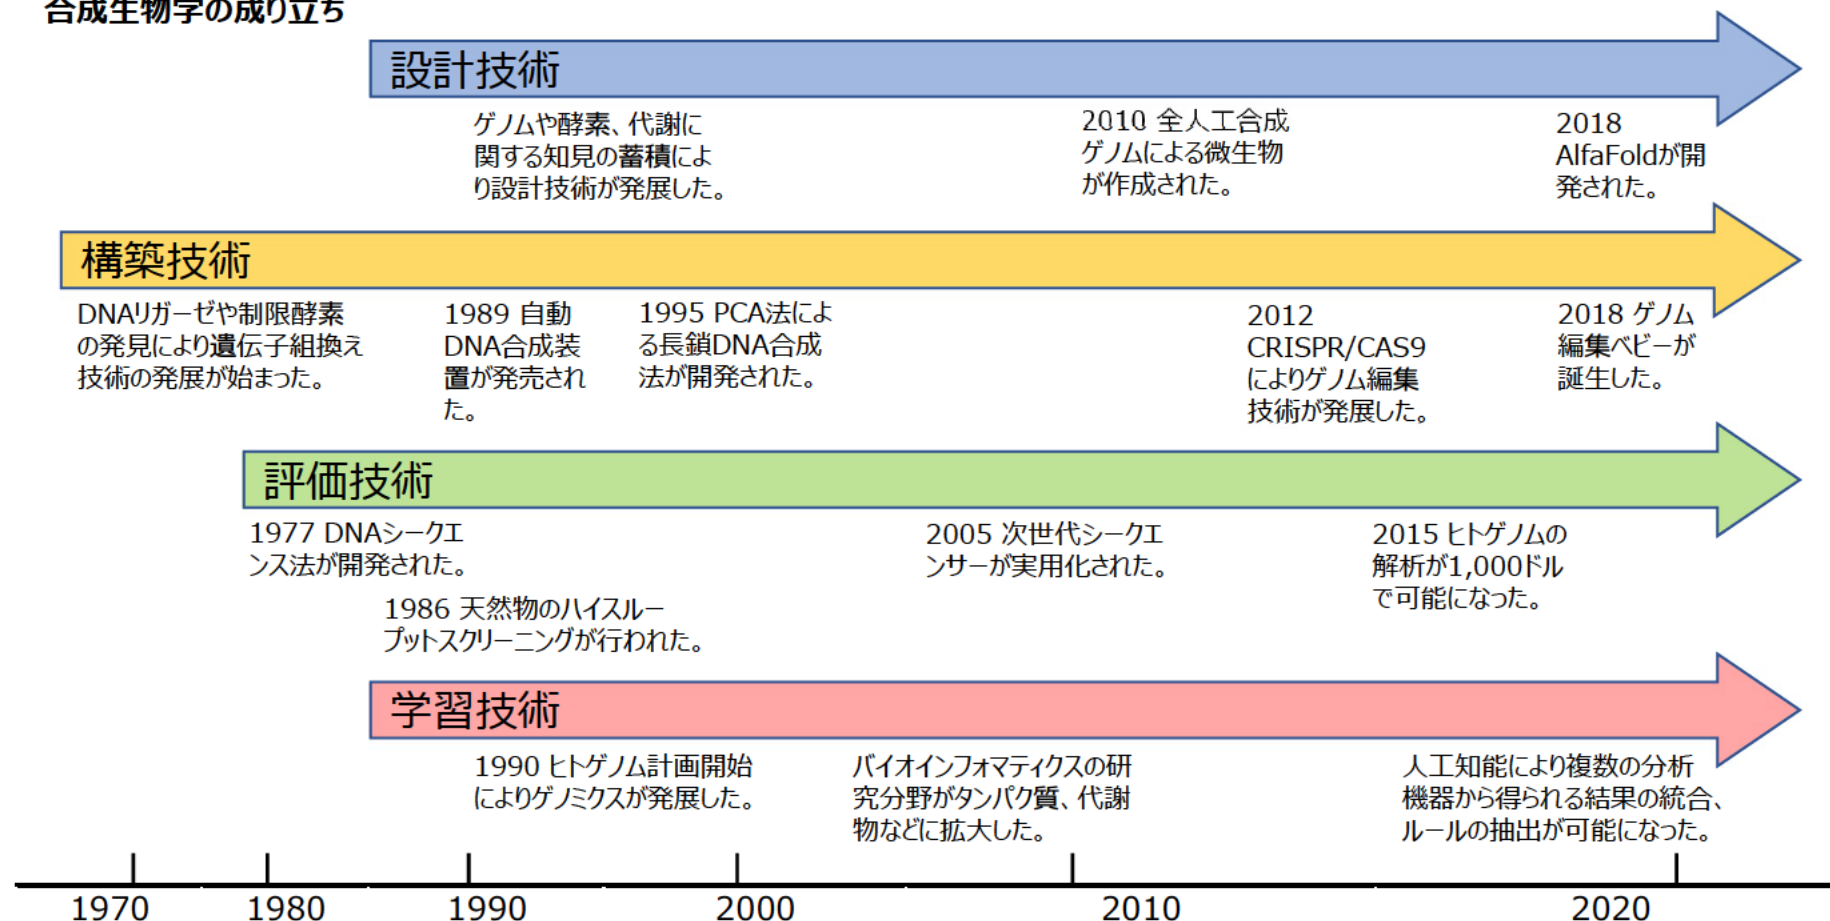 合成生物学の成り立ち
設計技術
ゲノムや酵素、代謝に
関する知見の蓄積によ
り設計技術が発展した。
2010 全人工合成
ゲノムによる微生物
が作成された。
2018
AlfaFoldが開
発された。
構築技術
DNAリガーゼや制限酵素
の発見により遺伝子組換え
技術の発展が始まった。
1989 自動
DNA合成装
置が発売され
た。
1995 PCA法によ
る長鎖DNA合成
法が開発された。
2012
CRISPR/CAS9
によりゲノム編集
技術が発展した。
2018 ゲノム
編集ベビーが
誕生した。
評価技術
1977 DNAシークエ
ンス法が開発された。
1986 天然物のハイスルー
プットスクリーニングが行われた。
2005 次世代シークエ
ンサーが実用化された。
2015 ヒトゲノムの
解析が1,000ドル
で可能になった。
学習技術
1990 ヒトゲノム計画開始
によりゲノミクスが発展した。
バイオインフォマティクスの研
究分野がタンパク質、代謝
物などに拡大した。
人工知能により複数の分析
機器から得られる結果の統合、
ルールの抽出が可能になった。
1970 1980 1990 2000 2010 2020